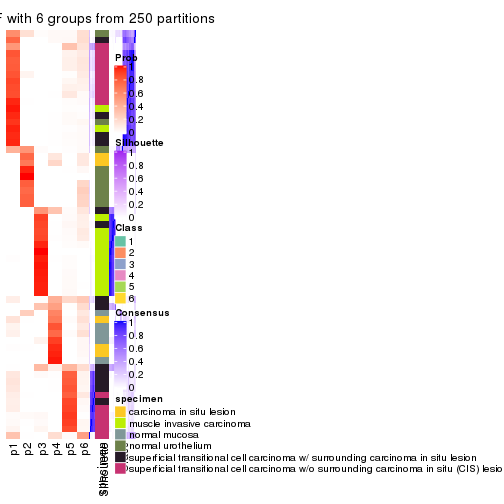 F with 6 groups from 250 partitions
Prob
1
0.8
0.6
0.4
0.2
0
Silhouette
1
0.8
0.6
0.4
0.2
0
Class
1
2
3
4
5
6
Consensus
1
0.8
0.6
0.4
0.2
0
specimen
carcinoma in situ lesion
muscle invasive carcinoma
normal mucosa
normal urothelium
superficial transitional cell carcinoma w/ surrounding carcinoma in situ
superficial transitional cell carcinoma w/o surrounding carcinoma in situ (CIS) lesio
p1
p2
p3
p4
p5
p6
specimen